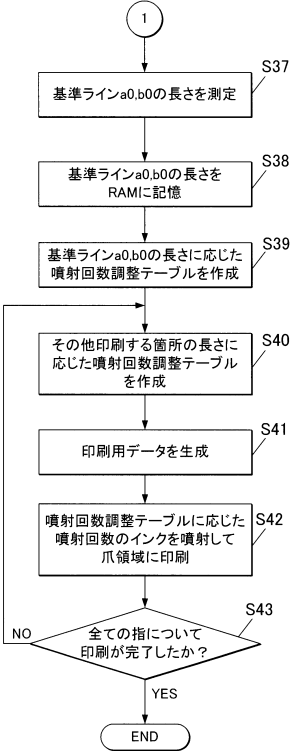 1
S37
基準ラインa0,b0の長さを測定
S38
基準ラインa0,b0の長さを
RAMに記憶
S39
基準ラインa0,b0の長さに応じた
噴射回数調整テーブルを作成
S40
その他印刷する箇所の長さに
応じた噴射回数調整テーブル
を作成
S41
印刷用データを生成
S42
噴射回数調整テーブルに応じた
噴射回数のインクを噴射して
爪領域に印刷
S43
全ての指について
印刷が完了したか？
NO
YES
END